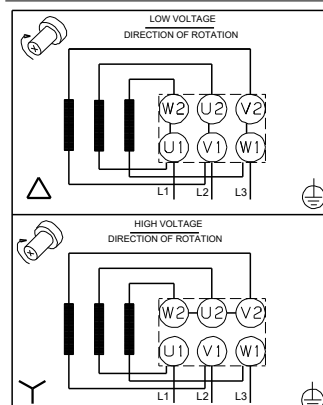 LOW VOLTAGE
DIRECTION OF ROTATION
W2 U2 V2
U1 V1 W1
L1 L2 L3
HIGH VOLTAGE
DIRECTION OF ROTATION
W2 U2 V2
U1 V1 W1
L1 L2 L3